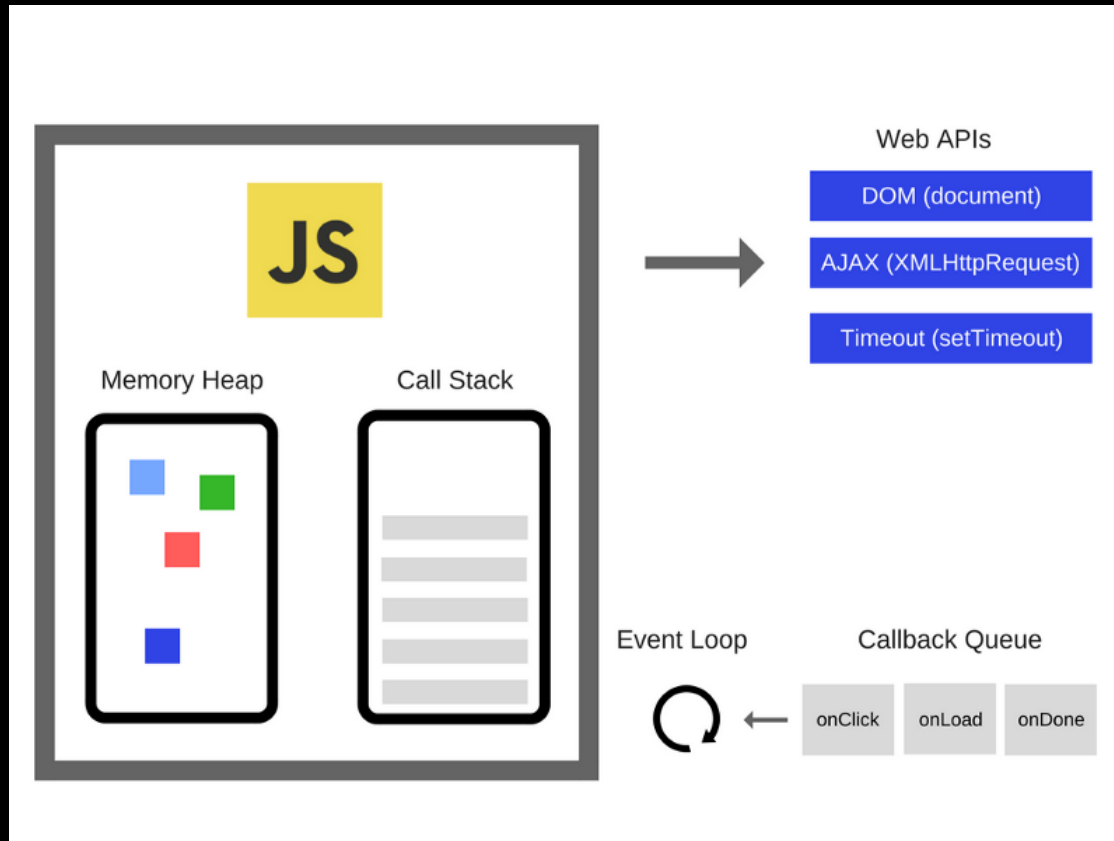 JS
Memory Heap
Call Stack
Web APIs
DOM (document)
AJAX (XMLHttpRequest)
Timeout (setTimeout)
Event Loop
Callback Queue
onClick
onLoad
onDone